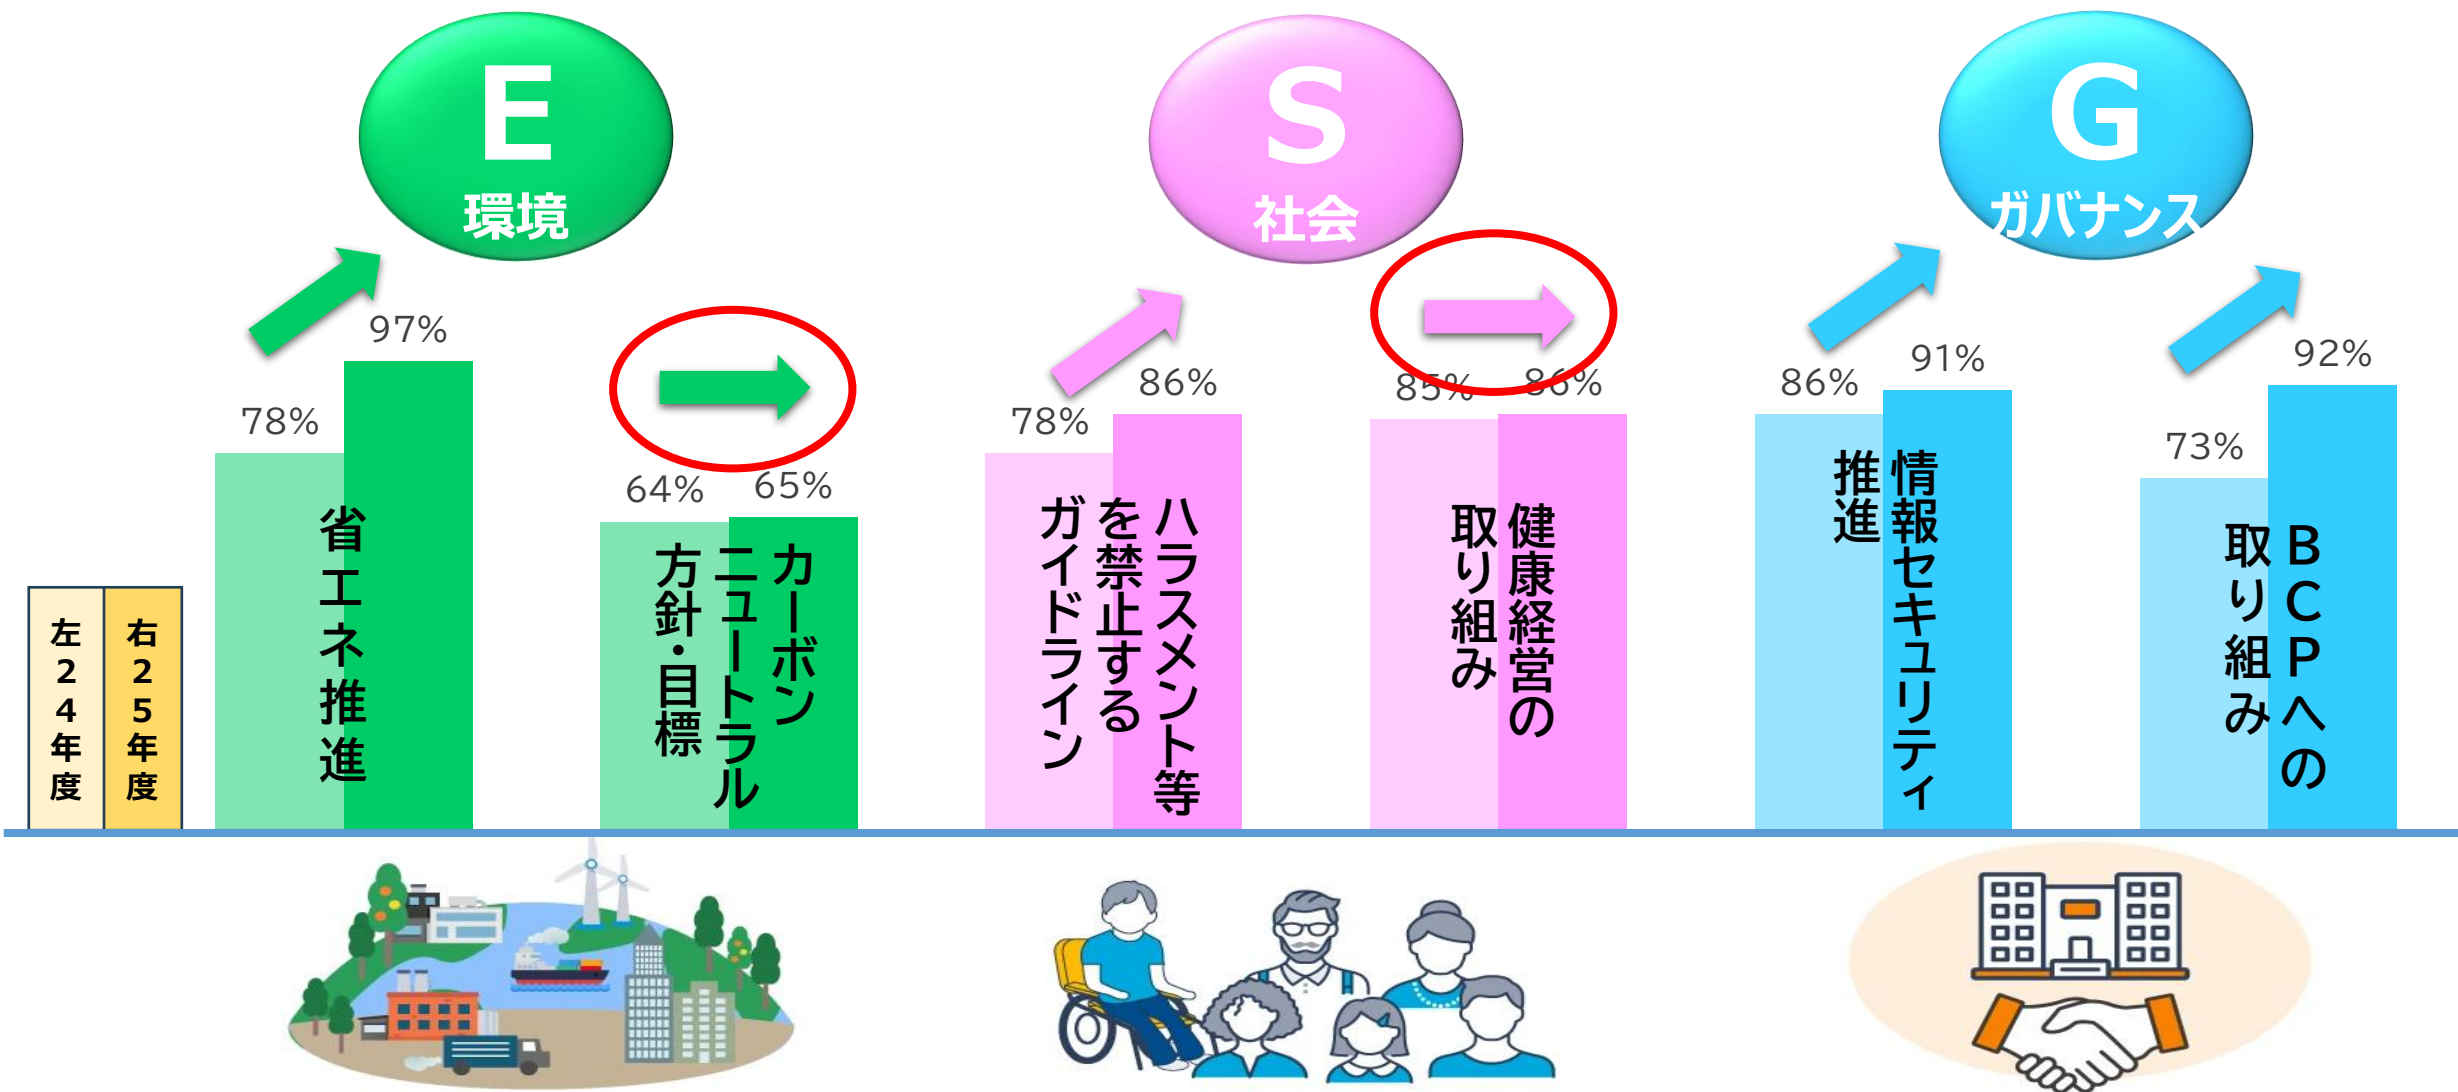 E
環境
S
社会
G
ガバナンス
左24年度
右25年度
78%
97%
省エネ推進
64%
65%
カーボン
ニュートラル
方針・目標
78%
86%
ハラスメント等
を禁止する
ガイドライン
85%
86%
健康経営の
取り組み
86%
91%
情報セキュリティ
推進
73%
92%
BCPへの
取り組み